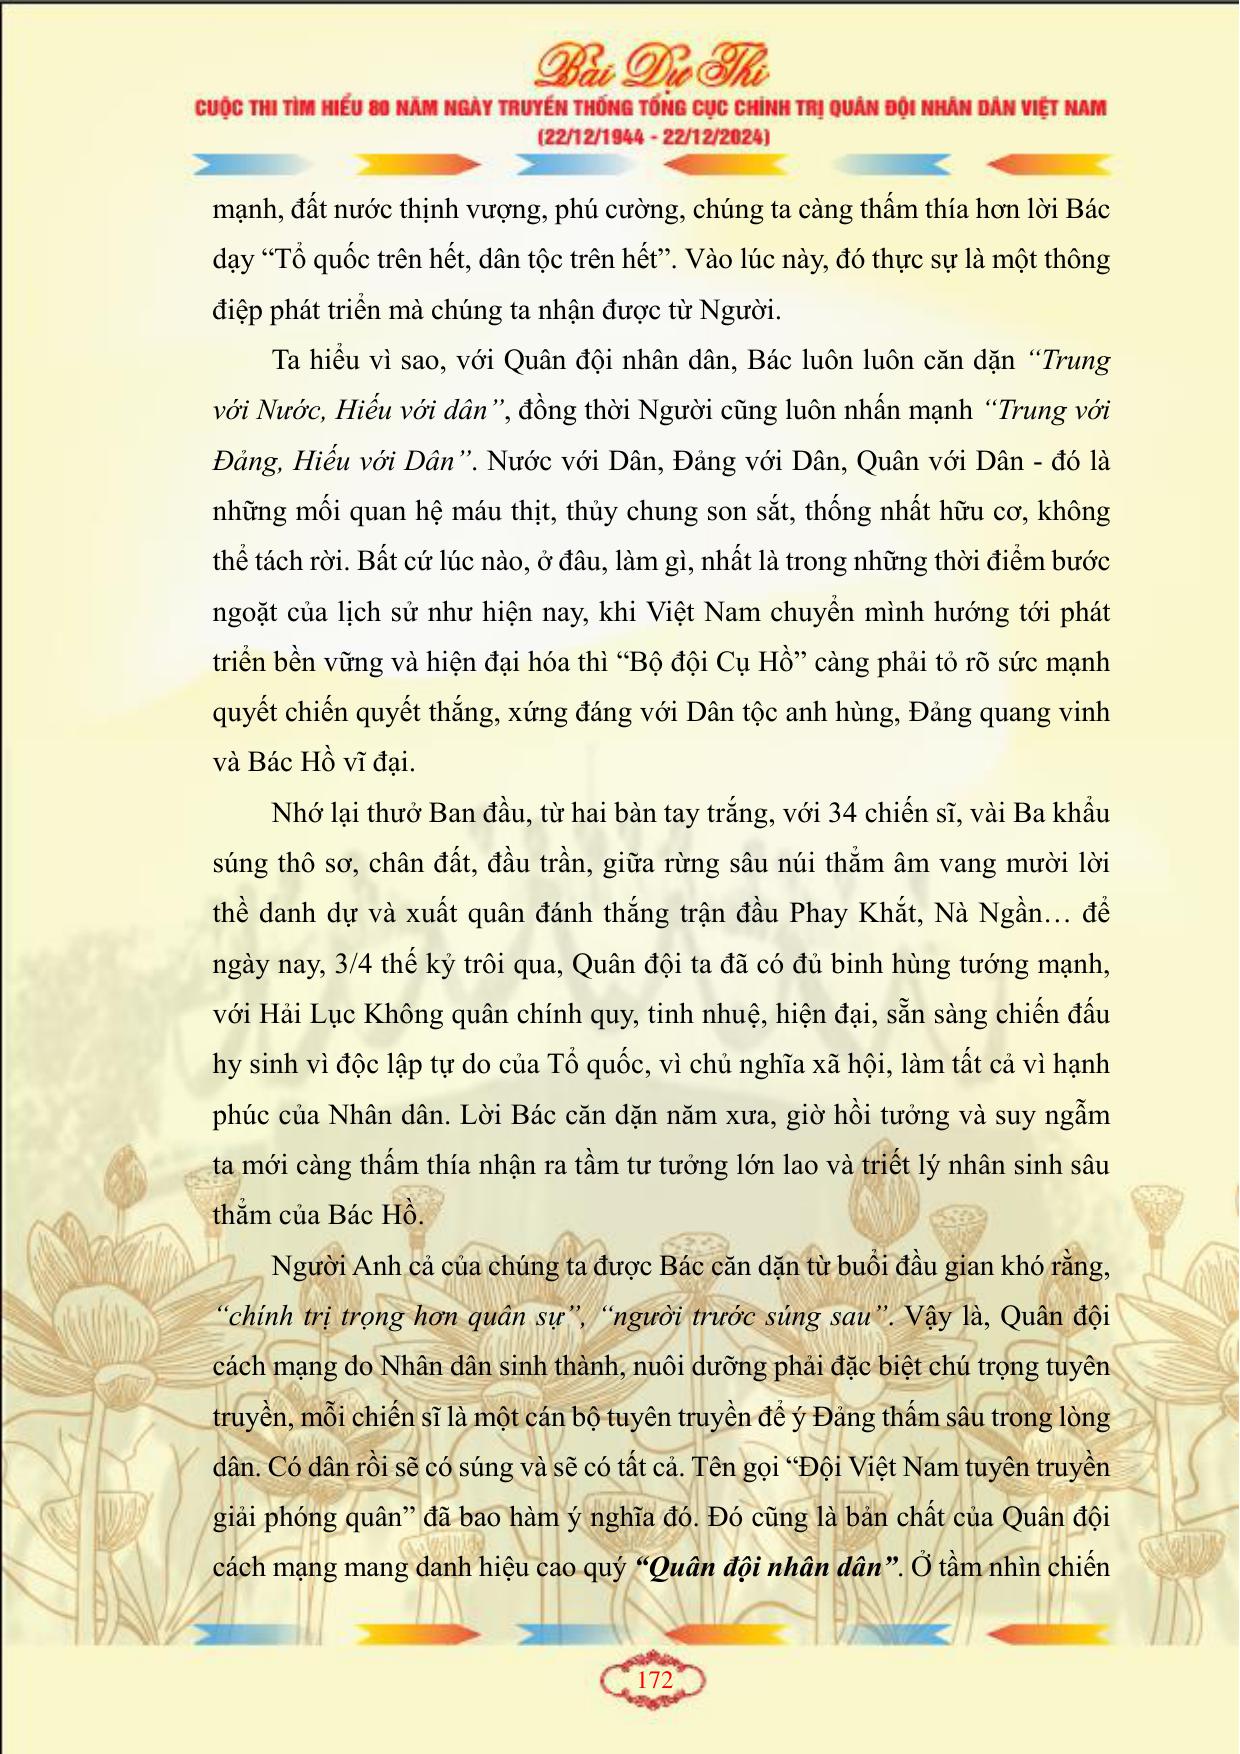 Bài Dự Thi
CUỘC THI TÌM HIỂU 80 NĂM NGÀY TRUYỀN THỐNG TỔNG CỤC CHÍNH TRỊ QUÂN ĐỘI NHÂN DÂN VIỆT NAM
(22/12/1944 - 22/12/2024)
mạnh, đất nước thịnh vượng, phú cường, chúng ta càng thấm thía hơn lời Bác
dạy “Tổ quốc trên hết, dân tộc trên hết”. Vào lúc này, đó thực sự là một thông
điệp phát triển mà chúng ta nhận được từ Người.
Ta hiểu vì sao, với Quân đội nhân dân, Bác luôn luôn căn dặn “Trung
với Nước, Hiếu với dân”, đồng thời Người cũng luôn nhấn mạnh “Trung với
Đảng, Hiếu với Dân”. Nước với Dân, Đảng với Dân, Quân với Dân - đó là
những mối quan hệ máu thịt, thủy chung son sắt, thống nhất hữu cơ, không
thể tách rời. Bất cứ lúc nào, ở đâu, làm gì, nhất là trong những thời điểm bước
ngoặt của lịch sử như hiện nay, khi Việt Nam chuyển mình hướng tới phát
triển bền vững và hiện đại hóa thì “Bộ đội Cụ Hồ” càng phải tỏ rõ sức mạnh
quyết chiến quyết thắng, xứng đáng với Dân tộc anh hùng, Đảng quang vinh
và Bác Hồ vĩ đại.
Nhớ lại thưở Ban đầu, từ hai bàn tay trắng, với 34 chiến sĩ, vài Ba khẩu
súng thô sơ, chân đất, đầu trần, giữa rừng sâu núi thẳm âm vang mười lời
thề danh dự và xuất quân đánh thắng trận đầu Phay Khắt, Nà Ngần… để
ngày nay, 3/4 thế kỷ trôi qua, Quân đội ta đã có đủ binh hùng tướng mạnh,
với Hải Lục Không quân chính quy, tinh nhuệ, hiện đại, sẵn sàng chiến đấu
hy sinh vì độc lập tự do của Tổ quốc, vì chủ nghĩa xã hội, làm tất cả vì hạnh
phúc của Nhân dân. Lời Bác căn dặn năm xưa, giờ hồi tưởng và suy ngẫm
ta mới càng thấm thía nhận ra tầm tư tưởng lớn lao và triết lý nhân sinh sâu
thẳm của Bác Hồ.
Người Anh cả của chúng ta được Bác căn dặn từ buổi đầu gian khó rằng,
“chính trị trọng hơn quân sự”, “người trước súng sau”. Vậy là, Quân đội
cách mạng do Nhân dân sinh thành, nuôi dưỡng phải đặc biệt chú trọng tuyên
truyền, mỗi chiến sĩ là một cán bộ tuyên truyền để ý Đảng thấm sâu trong lòng
dân. Có dân rồi sẽ có súng và sẽ có tất cả. Tên gọi “Đội Việt Nam tuyên truyền
giải phóng quân” đã bao hàm ý nghĩa đó. Đó cũng là bản chất của Quân đội
cách mạng mang danh hiệu cao quý “Quân đội nhân dân”. Ở tầm nhìn chiến
172